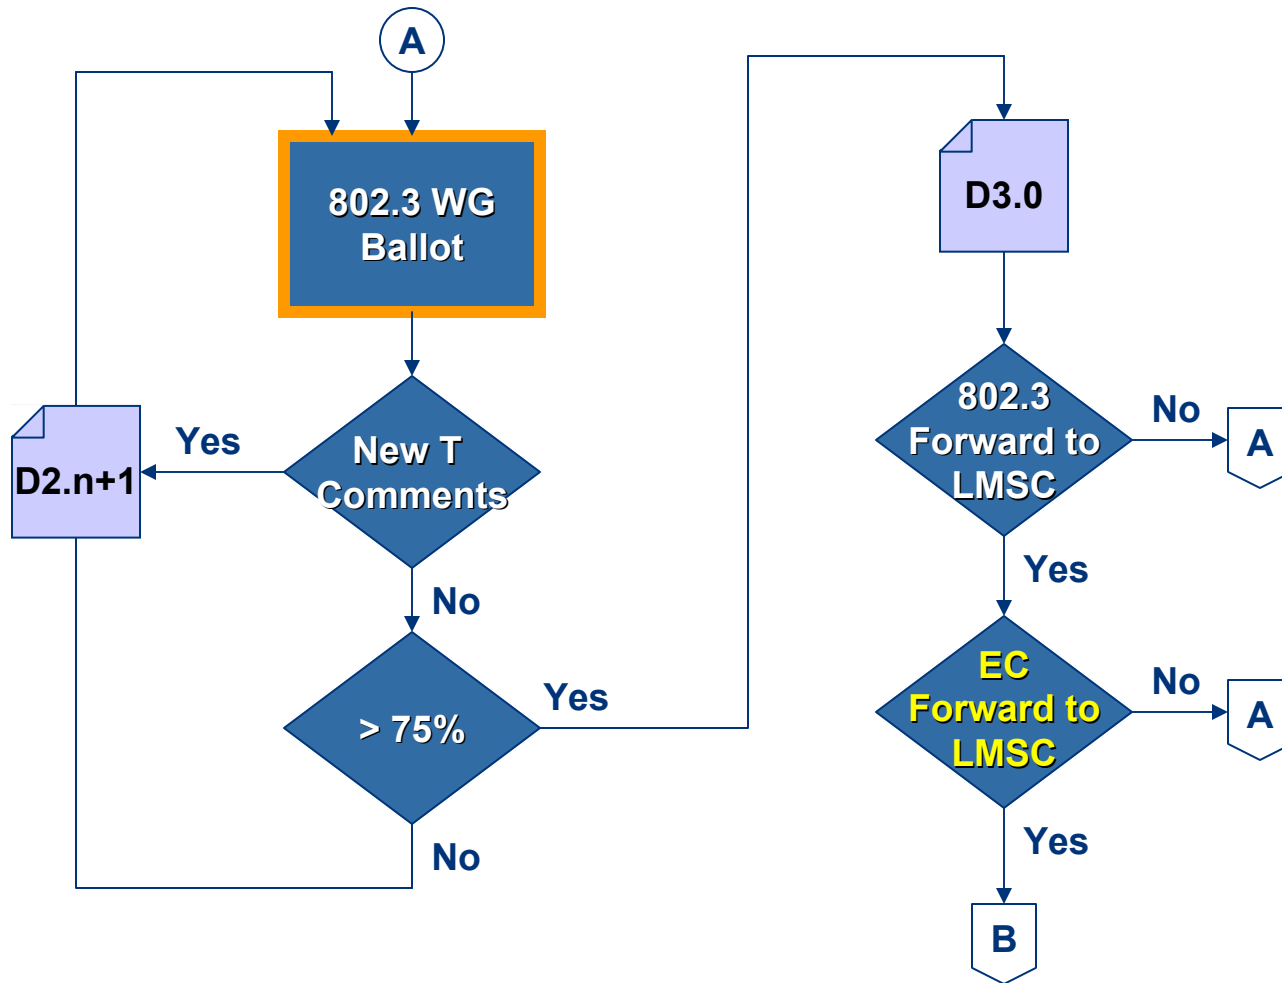 A
802.3 WG
Ballot
Yes
New T
Comments
D2.n+1
No
> 75%
Yes
No
D3.0
802.3
Forward to
LMSC
No
A
Yes
EC
Forward to
LMSC
No
A
Yes
B